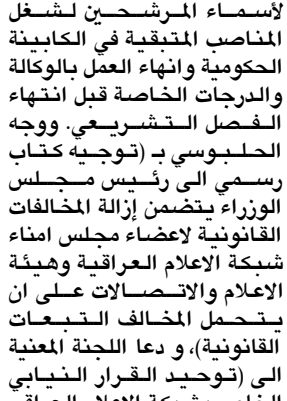 لأسماء المرشحين لشغل
المناصب المتبقية في الكابينة
الحكومية وانهاء العمل بالوكالة
والدرجات الخاصة قبل انتهاء
الفصل التشريعي. ووجه
الحلبوسي بـ (توجيه كتاب
رسمي الى رئيس مجلس
الوزراء يتضمن إزالة المخالفات
القانونية لاعضاء مجلس امناء
شبكة الاعلام العراقية وهيئة
الاعلام والاتصالات على ان
يتحمل المخالف التبعات
القانونية)، و دعا اللجنة المعنية
الى (توحيد القرار النيابي